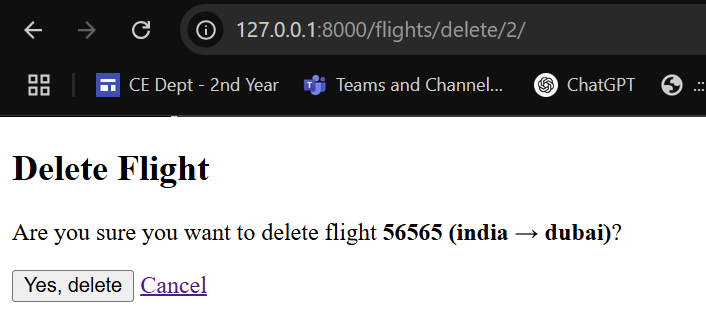 127.0.0.1:8000/flights/delete/2/
CE Dept - 2nd Year Teams and Channel... ChatGPT .::
Delete Flight
Are you sure you want to delete flight 56565 (india → dubai)?
Yes, delete Cancel